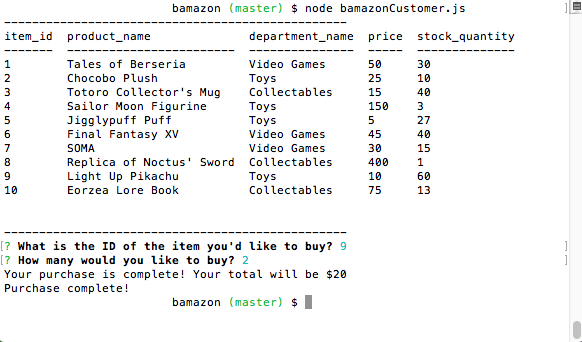 bamazon (master) $ node bamazonCustomer.js
------------------------------------------------
item_id product_name department_name price stock_quantity
------- ------------------------ --------------- ----- --------------
1 Tales of Berseria Video Games 50 30
2 Chocobo Plush Toys 25 10
3 Totoro Collector's Mug Collectables 15 40
4 Sailor Moon Figurine Toys 150 3
5 Jigglypuff Puff Toys 5 27
6 Final Fantasy XV Video Games 45 40
7 SOMA Video Games 30 15
8 Replica of Noctus' Sword Collectables 400 1
9 Light Up Pikachu Toys 10 60
10 Eorzea Lore Book Collectables 75 13
------------------------------------------------
[? What is the ID of the item you'd like to buy? 9 ]
[? How many would you like to buy? 2 ]
Your purchase is complete! Your total will be $20
Purchase complete!
bamazon (master) $